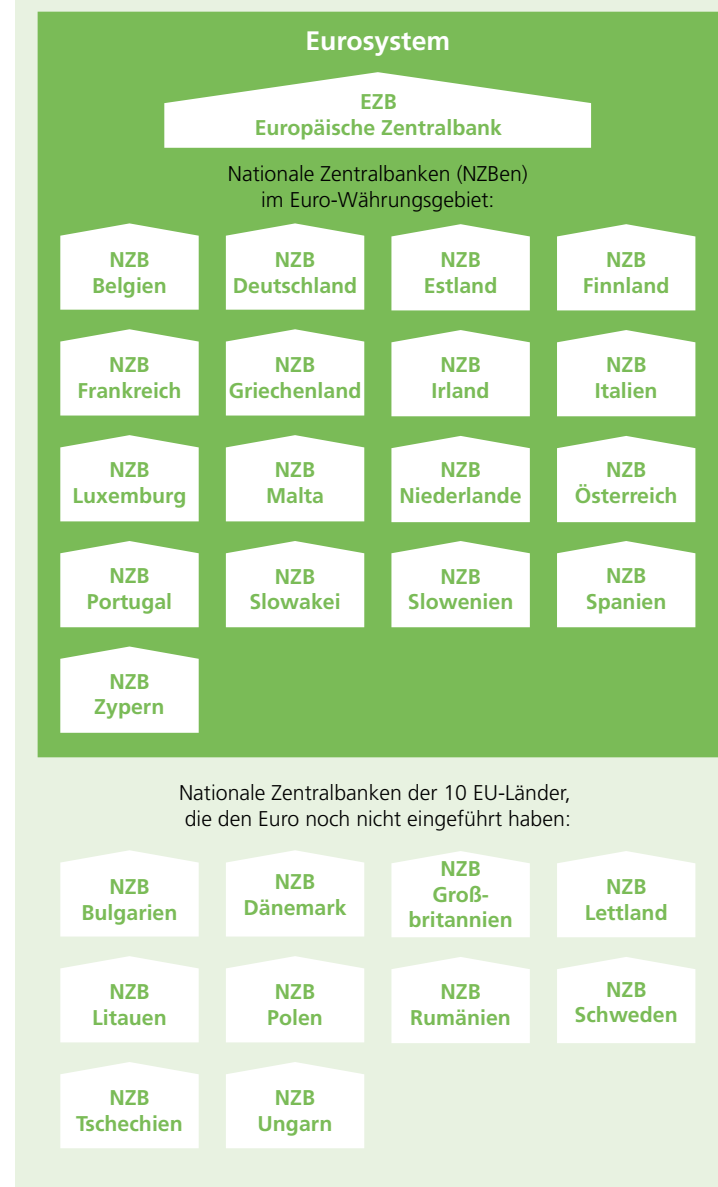 Eurosystem
EZB
Europäische Zentralbank
Nationale Zentralbanken (NZBen)
im Euro-Währungsgebiet:
NZB
Belgien
NZB
Deutschland
NZB
Estland
NZB
Finnland
NZB
Frankreich
NZB
Griechenland
NZB
Irland
NZB
Italien
NZB
Luxemburg
NZB
Malta
NZB
Niederlande
NZB
Österreich
NZB
Portugal
NZB
Slowakei
NZB
Slowenien
NZB
Spanien
NZB
Zypern
Nationale Zentralbanken der 10 EU-Länder,
die den Euro noch nicht eingeführt haben:
NZB
Bulgarien
NZB
Dänemark
NZB
Groß-
britannien
NZB
Lettland
NZB
Litauen
NZB
Polen
NZB
Rumänien
NZB
Schweden
NZB
Tschechien
NZB
Ungarn